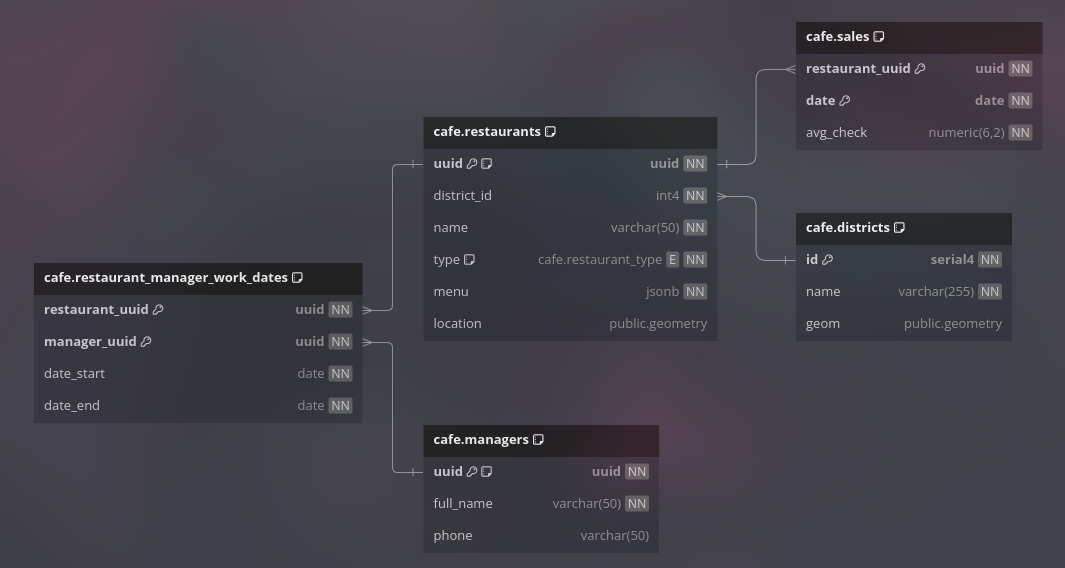 cafe.sales
restaurant_uuid uuid NN
date date NN
avg_check numeric(6,2) NN
cafe.restaurants
uuid uuid NN
district_id int4 NN
name varchar(50) NN
type cafe.restaurant_type E NN
menu jsonb NN
location public.geometry
cafe.districts
id serial4 NN
name varchar(255) NN
geom public.geometry
cafe.restaurant_manager_work_dates
restaurant_uuid uuid NN
manager_uuid uuid NN
date_start date NN
date_end date NN
cafe.managers
uuid uuid NN
full_name varchar(50) NN
phone varchar(50)